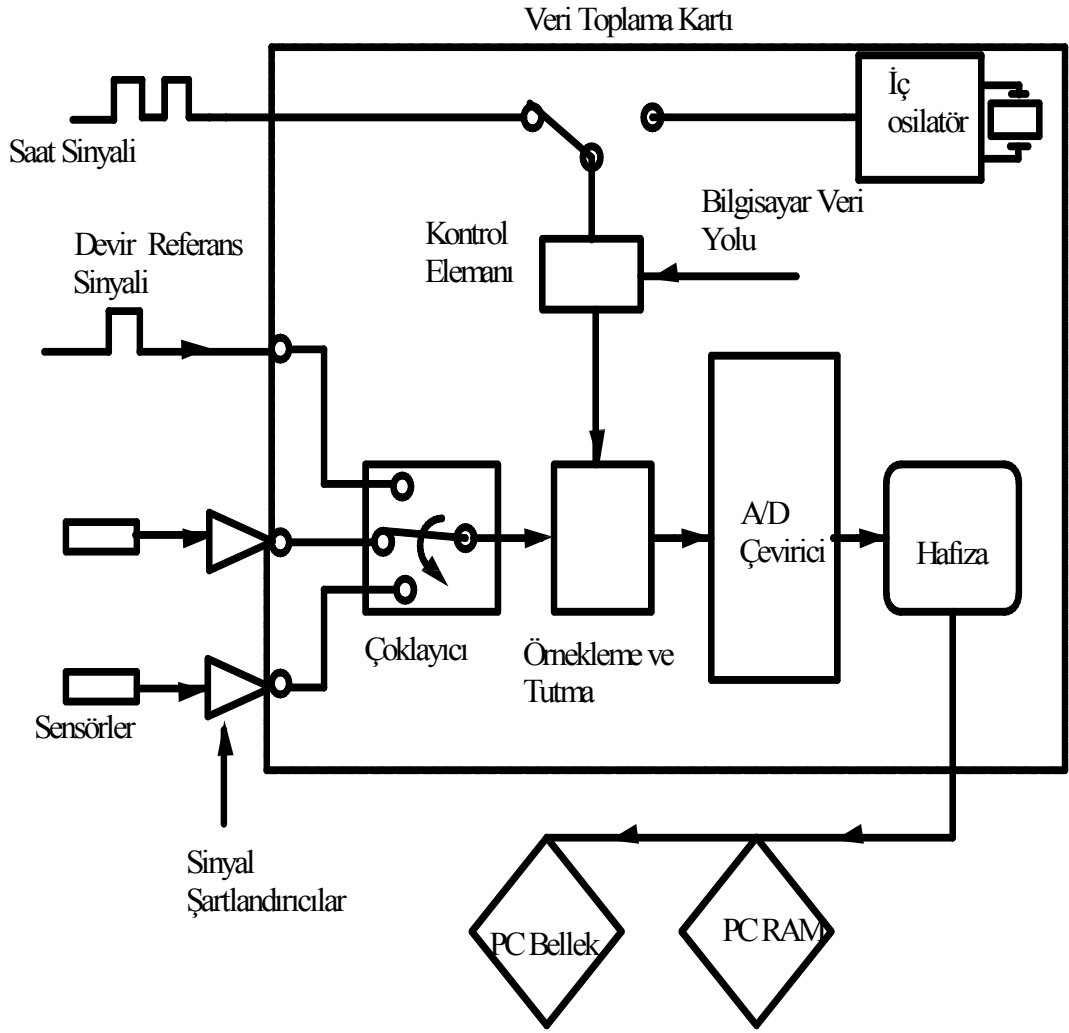 Veri Toplama Kartı
İç
osilatör
Saat Sinyali
Bilgisayar Veri
Yolu
Kontrol
Elemanı
Devir Referans
Sinyali
A/D
Çevirici
Hafiza
Çoklayıcı
Örnekleme ve
Tutma
Sensörler
Sinyal
Şartlandırıcılar
PC Bellek
PC RAM